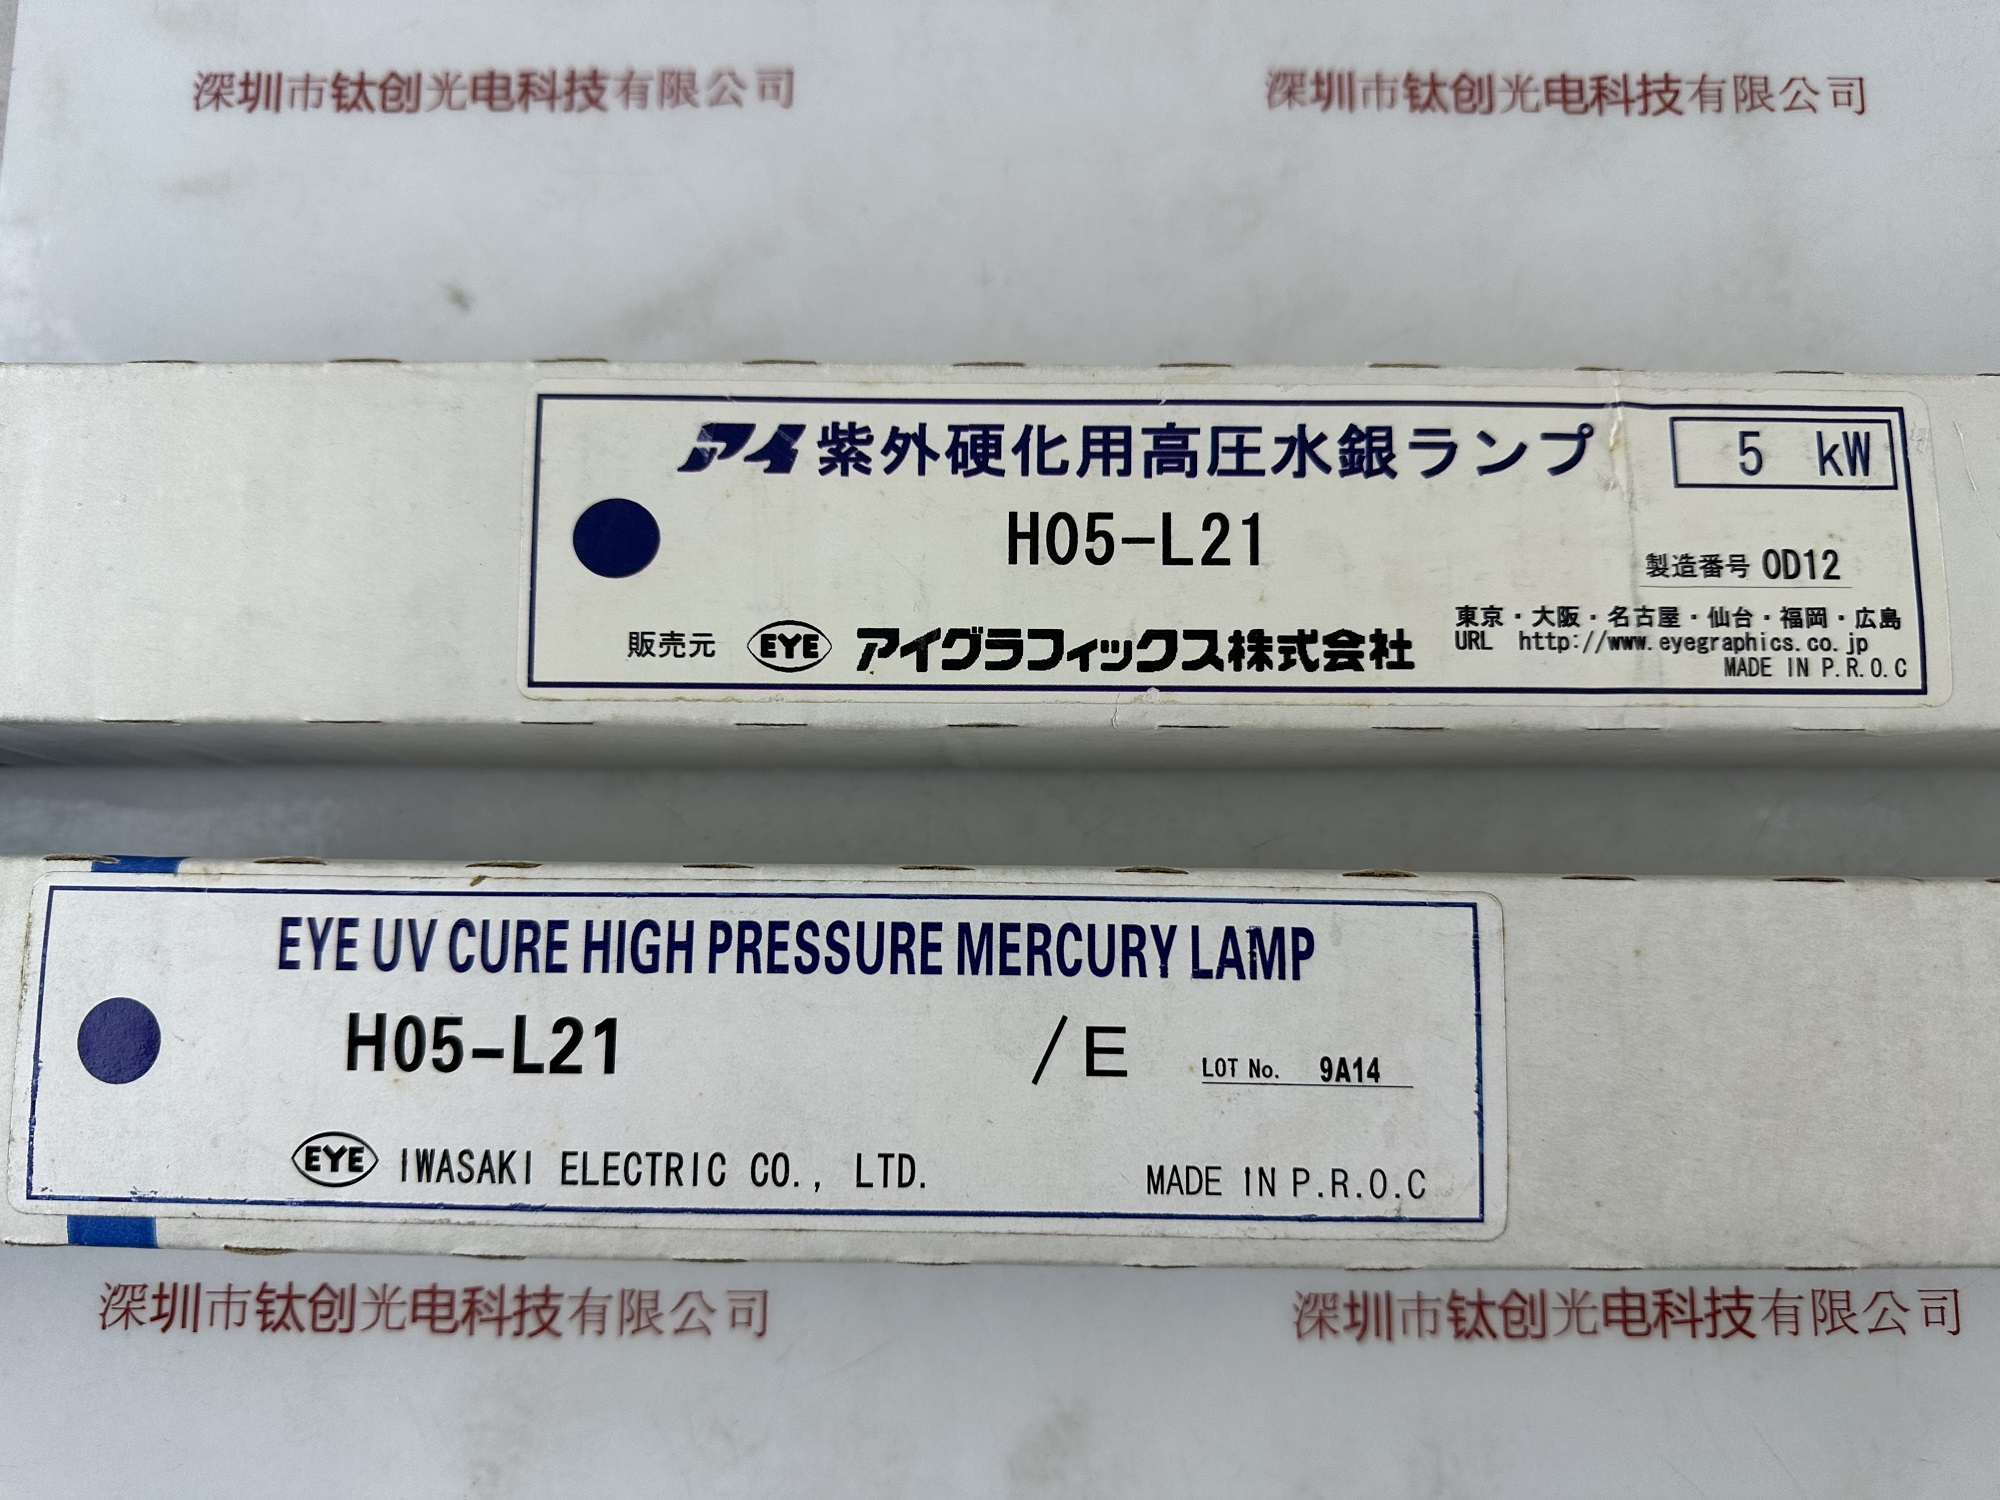 深圳市钛创光电科技有限公司
深圳市钛创光电科技有限公司
アイ 紫外硬化用高圧水銀ランプ
5 kW
H05-L21
製造番号 0D12
販売元 EYE アイグラフィックス株式会社
東京・大阪・名古屋・仙台・福岡・広島
URL http://www.eyegraphics.co.jp
MADE IN P.R.O.C
EYE UV CURE HIGH PRESSURE MERCURY LAMP
H05-L21 /E
LOT No. 9A14
EYE IWASAKI ELECTRIC CO., LTD.
MADE IN P.R.O.C
深圳市钛创光电科技有限公司
深圳市钛创光电科技有限公司